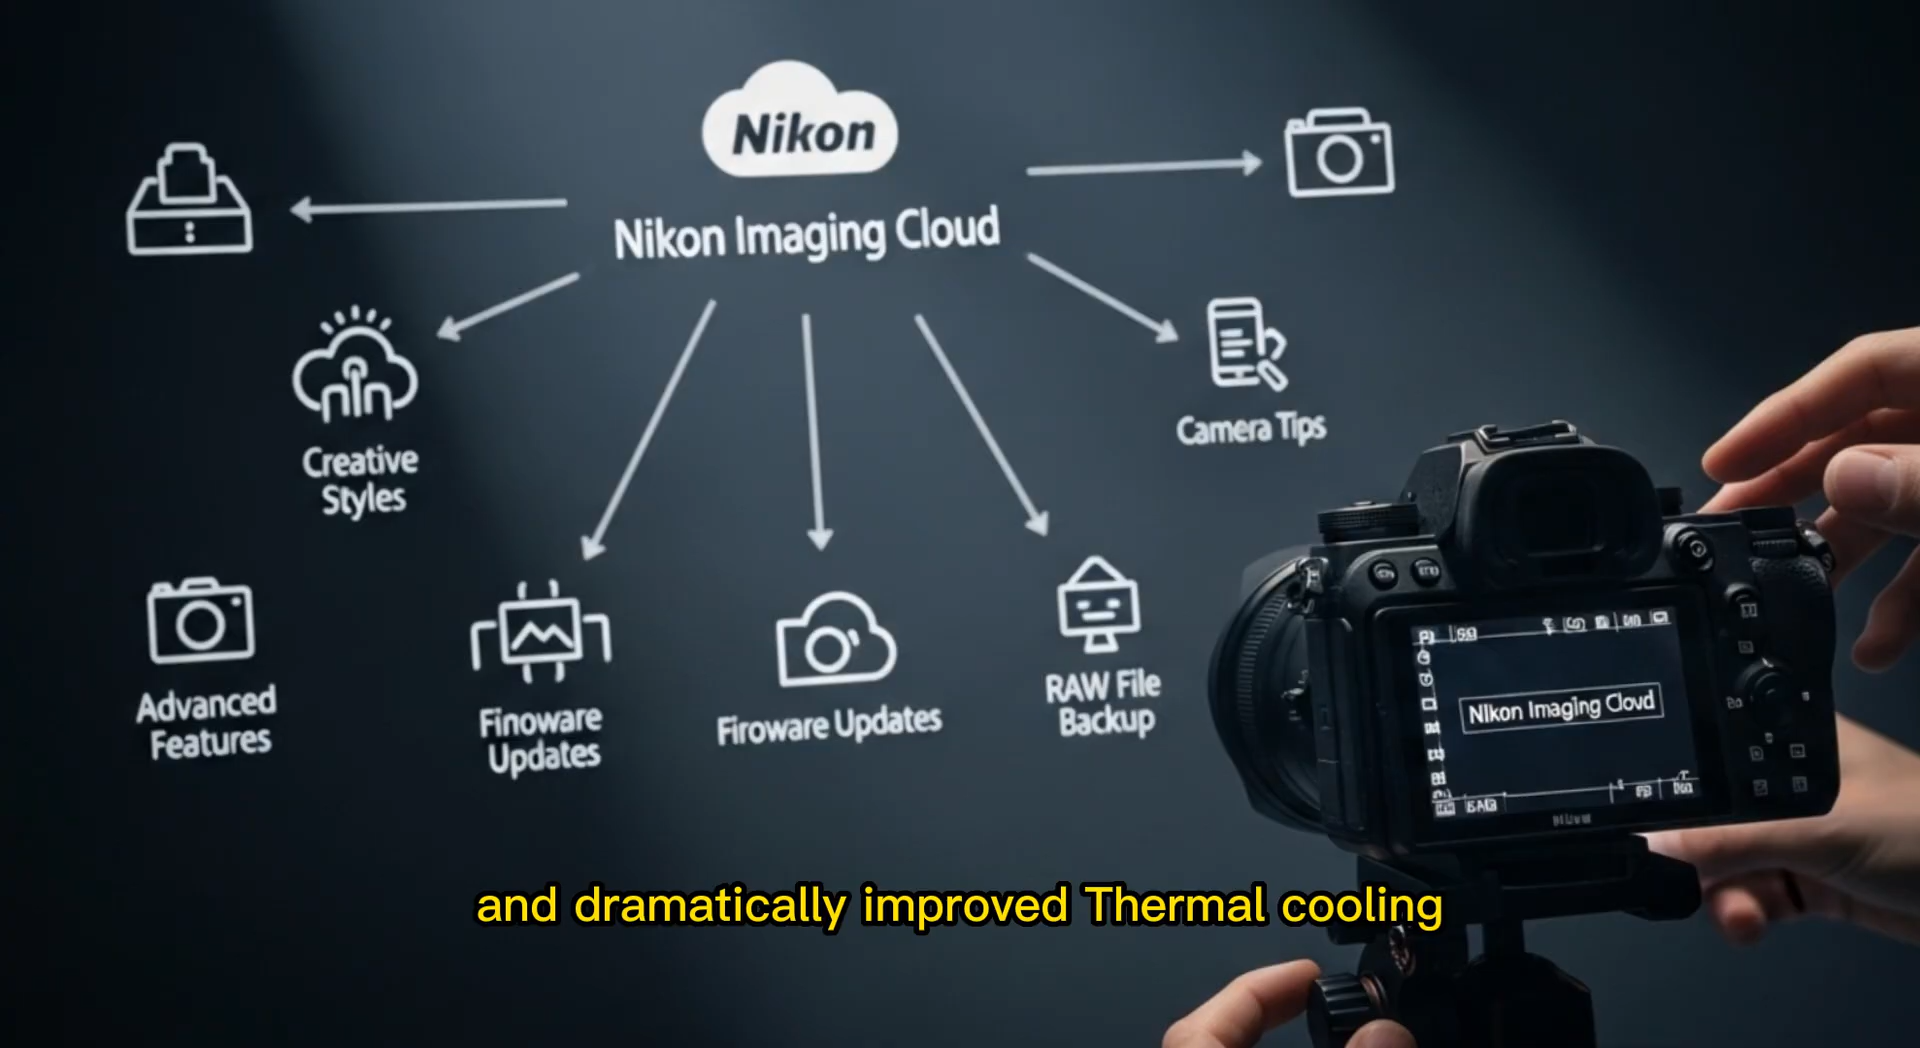 Nikon
Nikon Imaging Cloud
Camera Tips
Creative
Styles
Advanced
Features
Finoware
Updates
Firoware Updates
RAW File
Backup
Nikon Imaging Cloud
and dramatically improved Thermal cooling